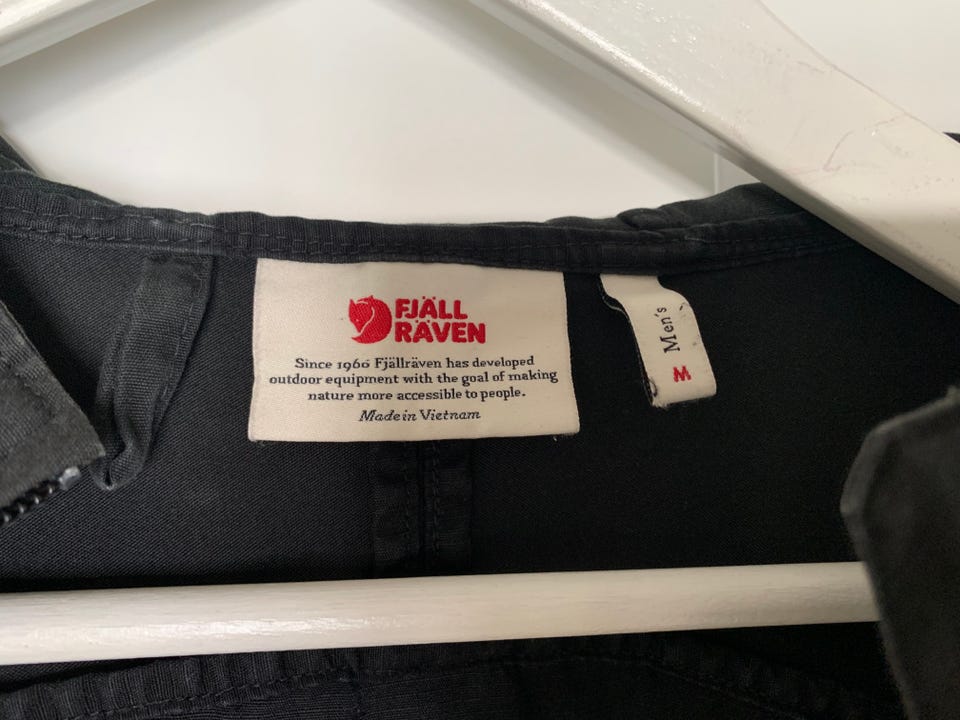 FJÄLL
RÄVEN
Since 1960 Fjällräven has developed
outdoor equipment with the goal of making
nature more accessible to people.
Made in Vietnam
Men's
M